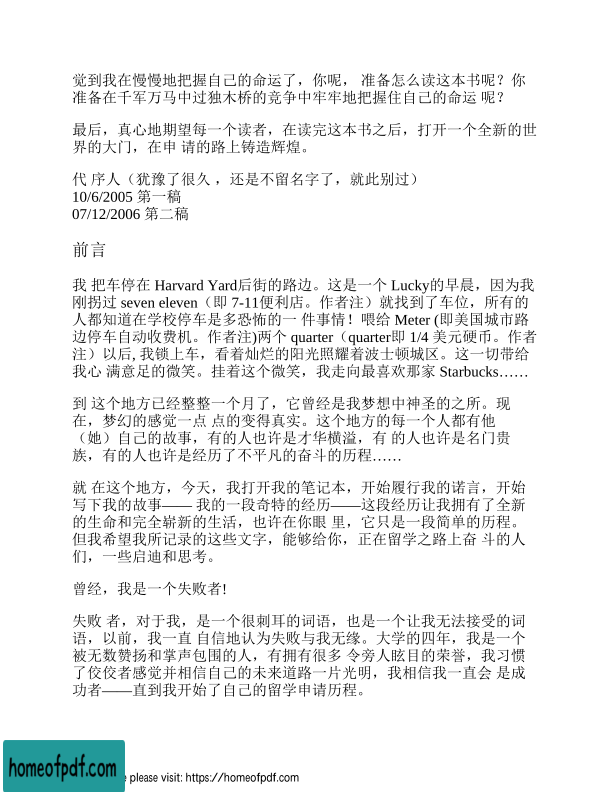 觉到我在慢慢地把握自己的命运了，你呢， 准备怎么读这本书呢？你
准备在千军万马中过独木桥的竞争中牢牢地把握住自己的命运 呢？
最后，真心地期望每一个读者，在读完这本书之后，打开一个全新的世
界的大门，在申 请的路上铸造辉煌。
代 序人（犹豫了很久 ，还是不留名字了，就此别过）
10/6/2005 第一稿
07/12/2006 第二稿
前言
我 把车停在 Harvard Yard后街的路边。这是一个 Lucky的早晨，因为我
刚拐过 seven eleven（即 7-11便利店。作者注）就找到了车位，所有的
人都知道在学校停车是多恐怖的一 件事情！喂给 Meter (即美国城市路
边停车自动收费机。作者注)两个 quarter（quarter即 1/4 美元硬币。作者
注）以后, 我锁上车，看着灿烂的阳光照耀着波士顿城区。这一切带给
我心 满意足的微笑。挂着这个微笑，我走向最喜欢那家 Starbucks……
到 这个地方已经整整一个月了，它曾经是我梦想中神圣的之所。现
在，梦幻的感觉一点 点的变得真实。这个地方的每一个人都有他
（她）自己的故事，有的人也许是才华横溢，有 的人也许是名门贵
族，有的人也许是经历了不平凡的奋斗的历程……
就 在这个地方，今天，我打开我的笔记本，开始履行我的诺言，开始
写下我的故事—— 我的一段奇特的经历——这段经历让我拥有了全新
的生命和完全崭新的生活，也许在你眼 里，它只是一段简单的历程。
但我希望我所记录的这些文字，能够给你，正在留学之路上奋 斗的人
们，一些启迪和思考。
曾经，我是一个失败者!
失败 者，对于我，是一个很刺耳的词语，也是一个让我无法接受的词
语，以前，我一直 自信地认为失败与我无缘。大学的四年，我是一个
被无数赞扬和掌声包围的人，有拥有很多 令旁人眩目的荣誉，我习惯
了佼佼者感觉并相信自己的未来道路一片光明，我相信我一直会 是成
功者——直到我开始了自己的留学申请历程。
homeofpdf.com
e please visit: https://homeofpdf.com